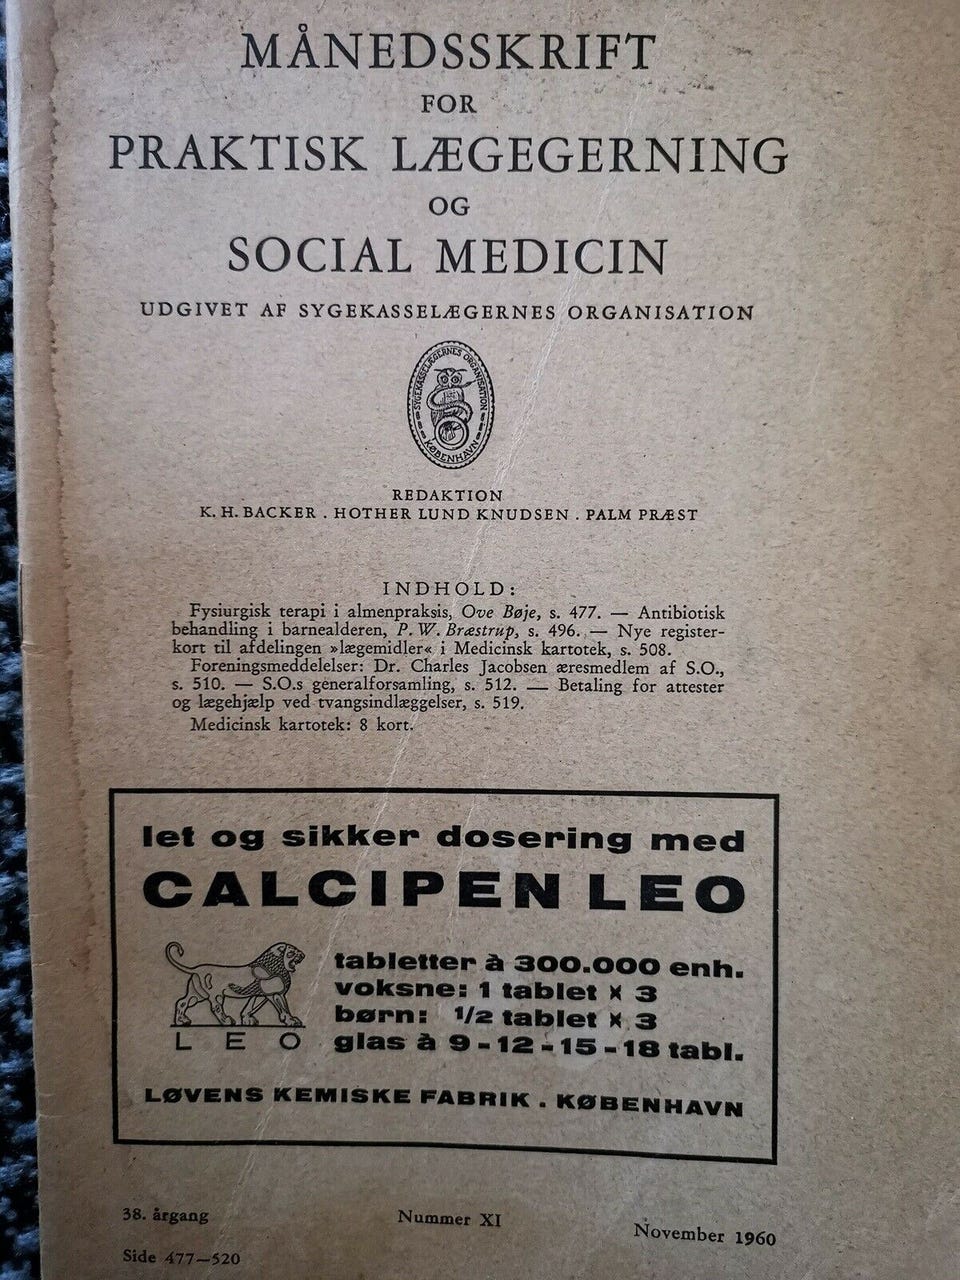 MÅNEDSSKRIFT
FOR
PRAKTISK LÆGEGERNING
OG
SOCIAL MEDICIN
UDGIVET AF SYGEKASSELÆGERNES ORGANISATION
SYGEKASSELÆGERNES ORGANISATION
KØBENHAVN
REDAKTION
K. H. BACKER . HOTHER LUND KNUDSEN . PALM PRÆST
INDHOLD:
Fysiurgisk terapi i almenpraksis, Ove Bøje, s. 477. — Antibiotisk
behandling i barnealderen, P. W. Bræstrup, s. 496. — Nye register-
kort til afdelingen »lægemidler« i Medicinsk kartotek, s. 508.
Foreningsmeddelelser: Dr. Charles Jacobsen æresmedlem af S.O.,
s. 510. — S.O.s generalforsamling, s. 512. — Betaling for attester
og lægehjælp ved tvangsindlæggelser, s. 519.
Medicinsk kartotek: 8 kort.
let og sikker dosering med
CALCIPEN LEO
tabletter à 300.000 enh.
voksne: 1 tablet x 3
børn: 1/2 tablet x 3
glas à 9-12-15-18 tabl.
LEO
LØVENS KEMISKE FABRIK . KØBENHAVN
38. årgang
Nummer XI
November 1960
Side 477—520